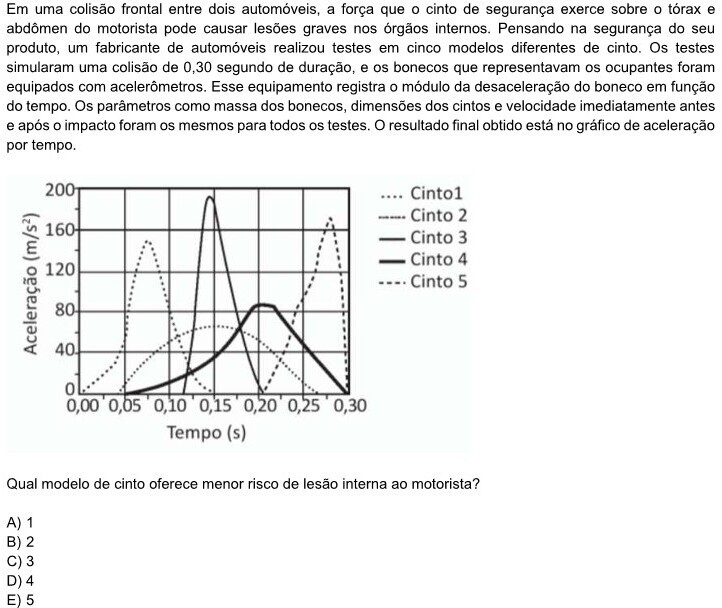 Em uma colisão frontal entre dois automóveis, a força que o cinto de segurança exerce sobre o tórax e
abdômen do motorista pode causar lesões graves nos órgãos internos. Pensando na segurança do seu
produto, um fabricante de automóveis realizou testes em cinco modelos diferentes de cinto. Os testes
simularam uma colisão de 0,30 segundo de duração, e os bonecos que representavam os ocupantes foram
equipados com acelerômetros. Esse equipamento registra o módulo da desaceleração do boneco em função
do tempo. Os parâmetros como massa dos bonecos, dimensões dos cintos e velocidade imediatamente antes
e após o impacto foram os mesmos para todos os testes. O resultado final obtido está no gráfico de aceleração
por tempo.
Aceleração (m/s²)
200
160
120
80
40
0
0,00 0,05 0,10 0,15 0,20 0,25 0,30
Tempo (s)
Cinto1
Cinto 2
Cinto 3
Cinto 4
Cinto 5
Qual modelo de cinto oferece menor risco de lesão interna ao motorista?
A) 1
B) 2
C) 3
D) 4
E) 5